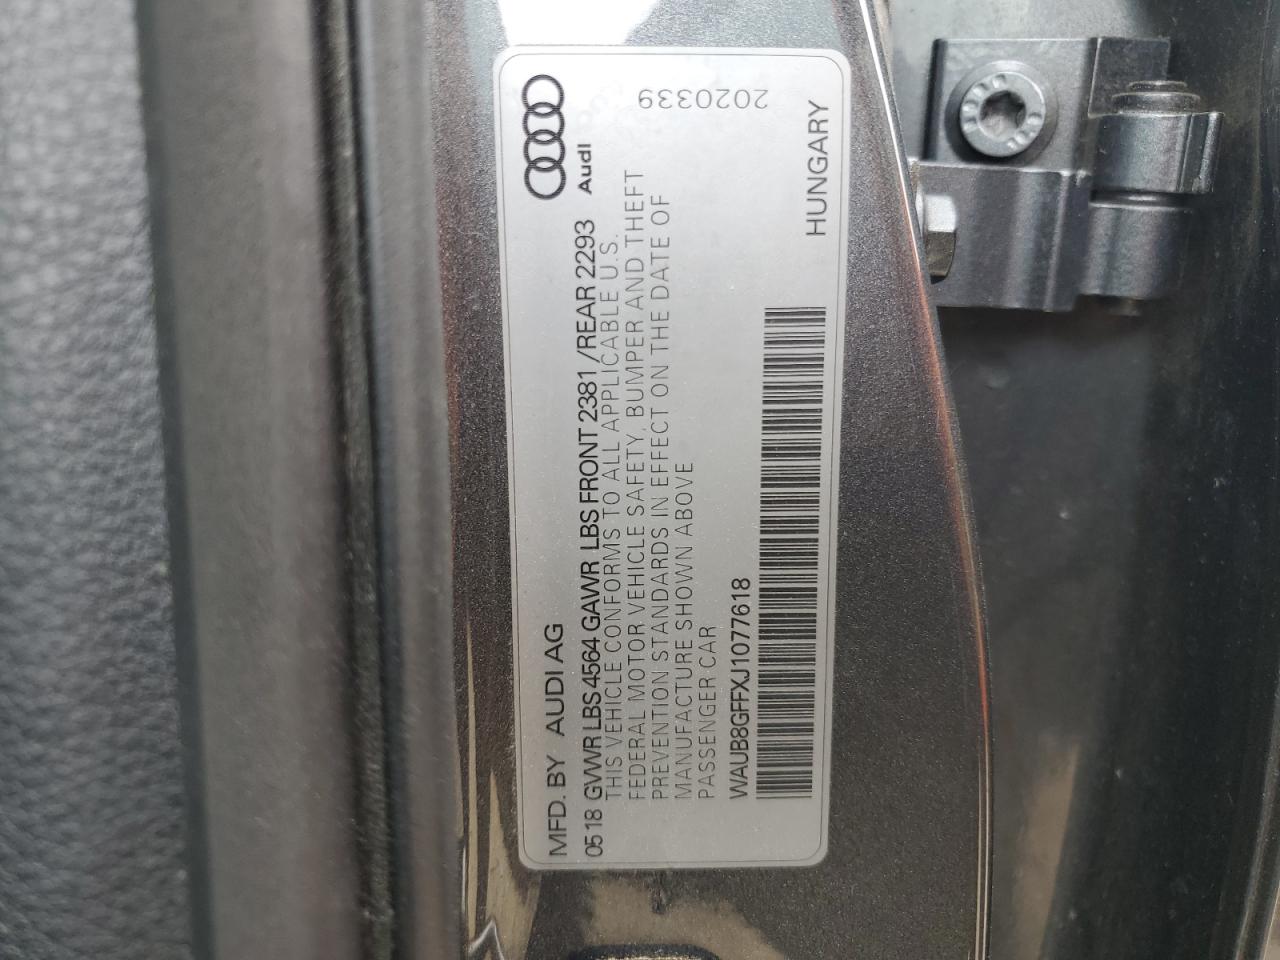 MFD. BY AUDI AG
Audi
0518 GVWR LBS 4564 GAWR LBS FRONT 2381 /REAR 2293
THIS VEHICLE CONFORMS TO ALL APPLICABLE U.S.
FEDERAL MOTOR VEHICLE SAFETY, BUMPER AND THEFT
PREVENTION STANDARDS IN EFFECT ON THE DATE OF
MANUFACTURE SHOWN ABOVE
PASSENGER CAR
WAUB8GFFXJ1077618
HUNGARY
2020339